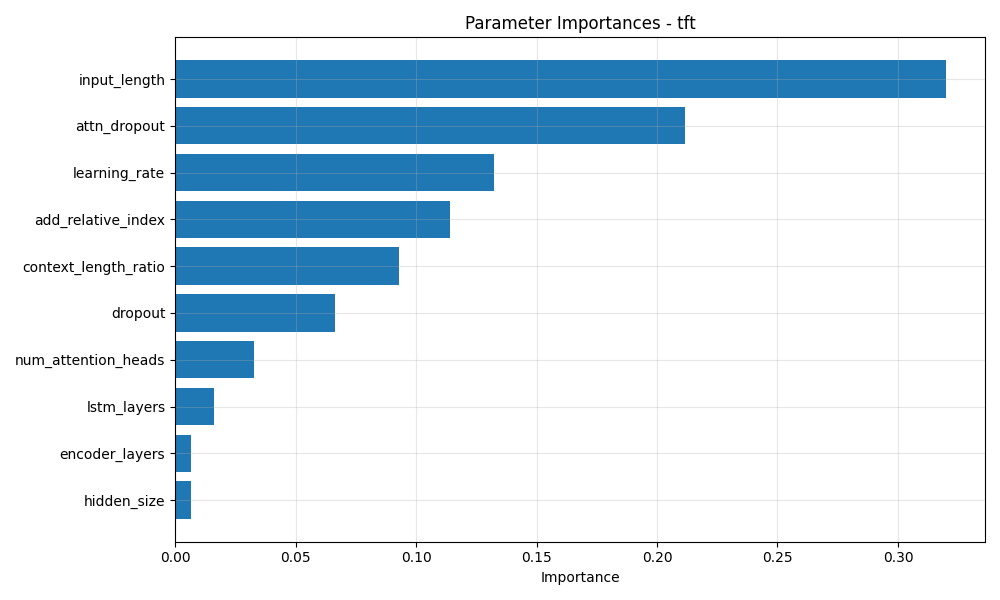 Parameter Importances - tft
input_length
attn_dropout
learning_rate
add_relative_index
context_length_ratio
dropout
num_attention_heads
lstm_layers
encoder_layers
hidden_size
0.00 0.05 0.10 0.15 0.20 0.25 0.30
Importance